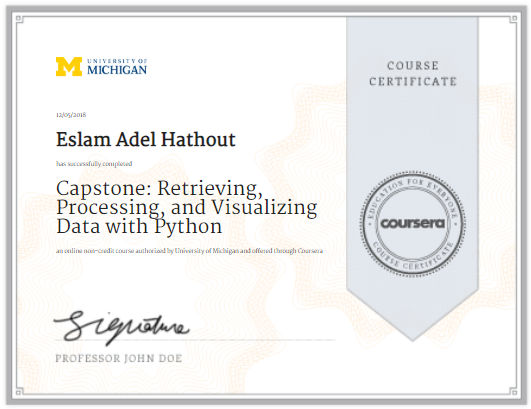 UNIVERSITY OF
MICHIGAN
COURSE
CERTIFICATE
12/05/2018
Eslam Adel Hathout
has successfully completed
Capstone: Retrieving,
Processing, and Visualizing
Data with Python
an online non-credit course authorized by University of Michigan and offered through Coursera
EDUCATION FOR EVERYONE
coursera
COURSE CERTIFICATE
Signature
PROFESSOR JOHN DOE